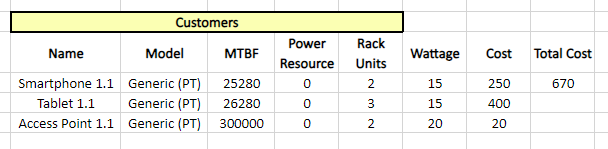 Customers
Name Model MTBF Power Resource Rack Units Wattage Cost Total Cost
Smartphone 1.1 Generic (PT) 25280 0 2 15 250 670
Tablet 1.1 Generic (PT) 26280 0 3 15 400
Access Point 1.1 Generic (PT) 300000 0 2 20 20